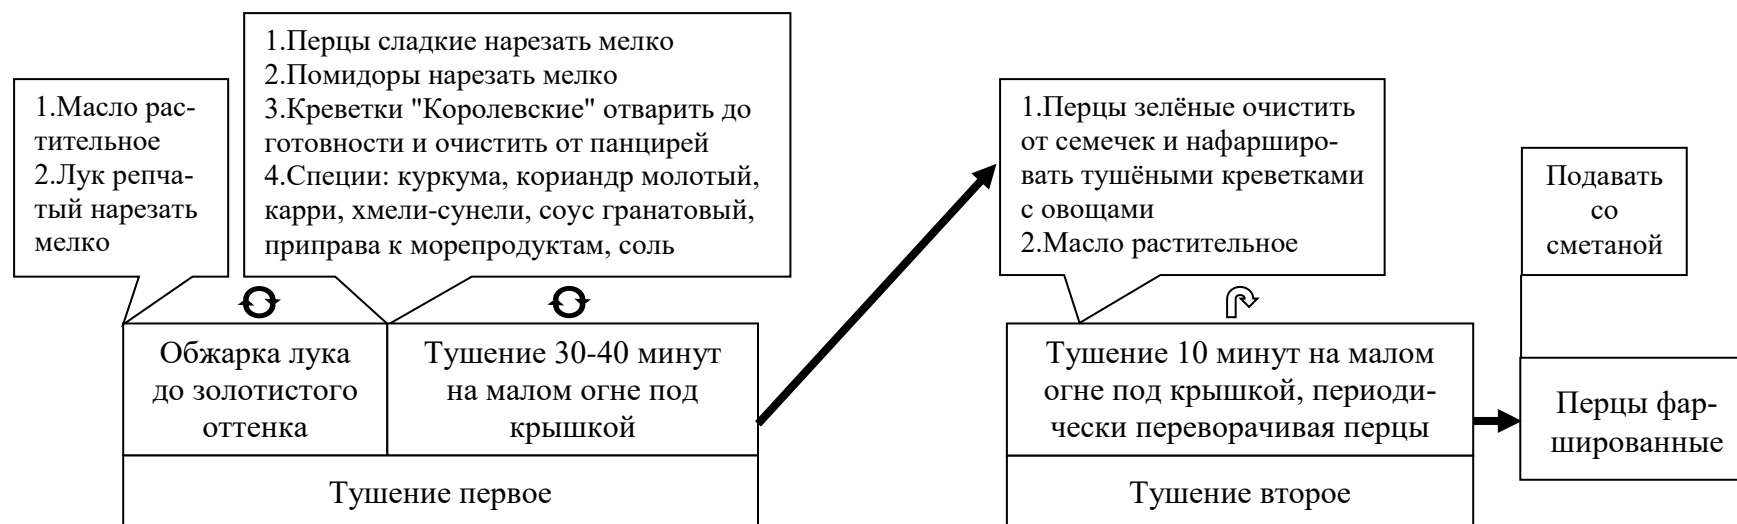 1.Масло рас-
тительное
2.Лук репча-
тый нарезать
мелко
1.Перцы сладкие нарезать мелко
2.Помидоры нарезать мелко
3.Креветки "Королевские" отварить до
готовности и очистить от панцирей
4.Специи: куркума, кориандр молотый,
карри, хмели-сунели, соус гранатовый,
приправа к морепродуктам, соль
Обжарка лука
до золотистого
оттенка
Тушение 30-40 минут
на малом огне под
крышкой
Тушение первое
1.Перцы зелёные очистить
от семечек и нафарширо-
вать тушёными креветками
с овощами
2.Масло растительное
Тушение 10 минут на малом
огне под крышкой, периоди-
чески переворачивая перцы
Тушение второе
Подавать
со
сметаной
Перцы фар-
шированные